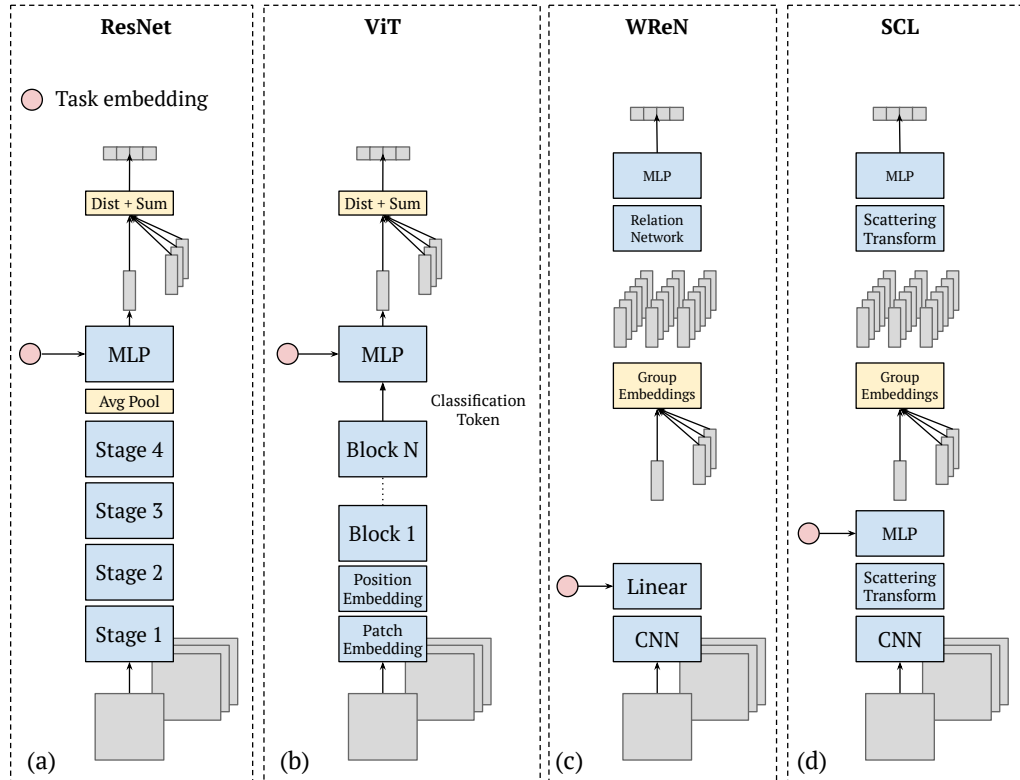 ResNet
Task embedding
Dist + Sum
MLP
Avg Pool
Stage 4
Stage 3
Stage 2
Stage 1
(a)
ViT
Dist + Sum
MLP
Classification
Token
Block N
Block 1
Position
Embedding
Patch
Embedding
(b)
WReN
MLP
Relation
Network
Group
Embeddings
Linear
CNN
(c)
SCL
MLP
Scattering
Transform
Group
Embeddings
MLP
Scattering
Transform
CNN
(d)